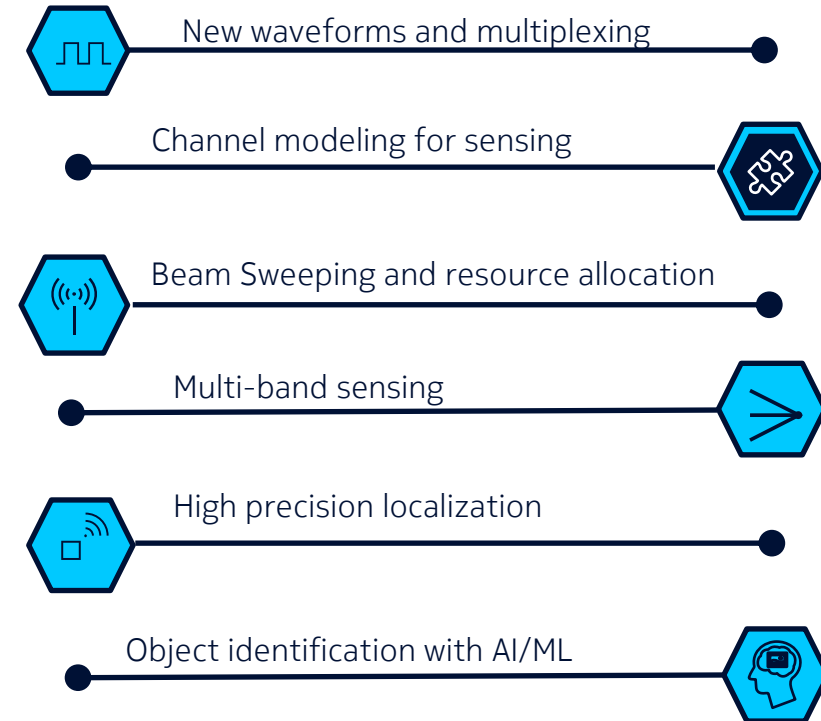 New waveforms and multiplexing
Channel modeling for sensing
Beam Sweeping and resource allocation
Multi-band sensing
High precision localization
Object identification with AI/ML